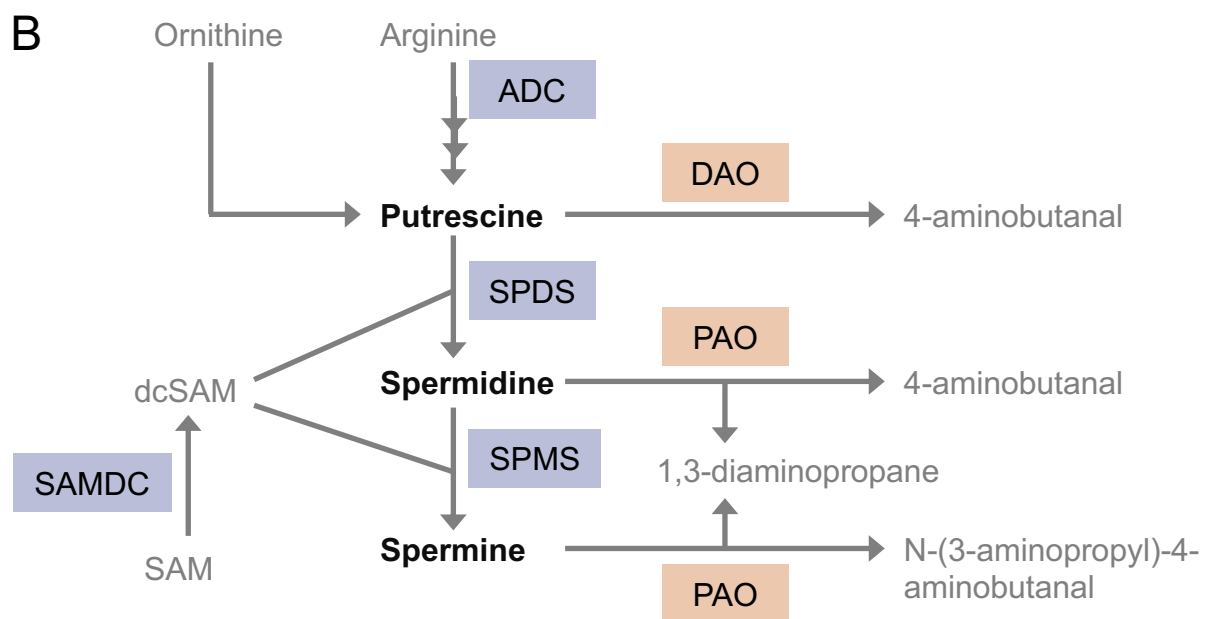 B
Ornithine
Arginine
ADC
DAO
Putrescine
4-aminobutanal
SPDS
PAO
dcSAM
Spermidine
4-aminobutanal
SPMS
SAMDC
1,3-diaminopropane
Spermine
N-(3-aminopropyl)-4-
aminobutanal
SAM
PAO